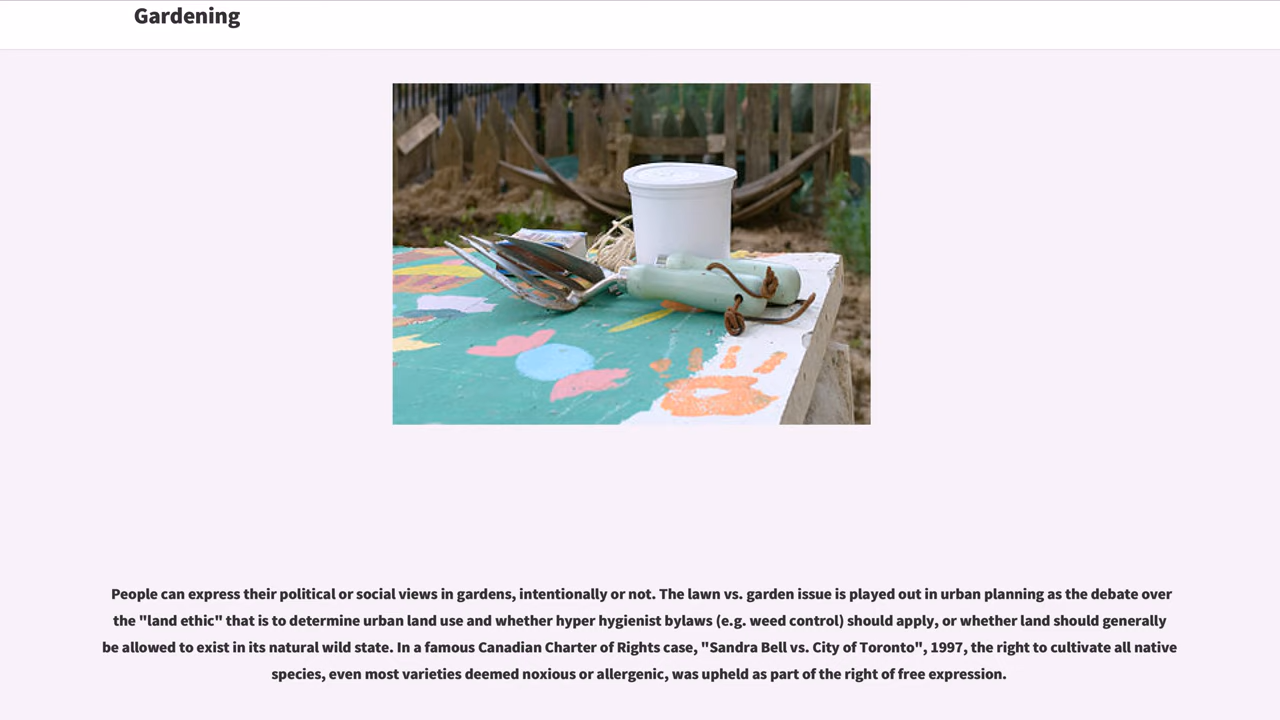 Gardening
People can express their political or social views in gardens, intentionally or not. The lawn vs. garden issue is played out in urban planning as the debate over
the "land ethic" that is to determine urban land use and whether hyper hygienist bylaws (e.g. weed control) should apply, or whether land should generally
be allowed to exist in its natural wild state. In a famous Canadian Charter of Rights case, "Sandra Bell vs. City of Toronto", 1997, the right to cultivate all native
species, even most varieties deemed noxious or allergenic, was upheld as part of the right of free expression.